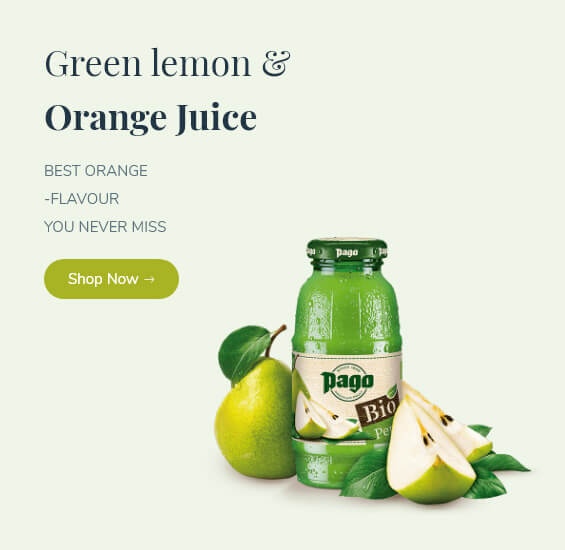 Green lemon &
Orange Juice
BEST ORANGE
-FLAVOUR
YOU NEVER MISS
Shop Now →
Pago
Pago
Bio